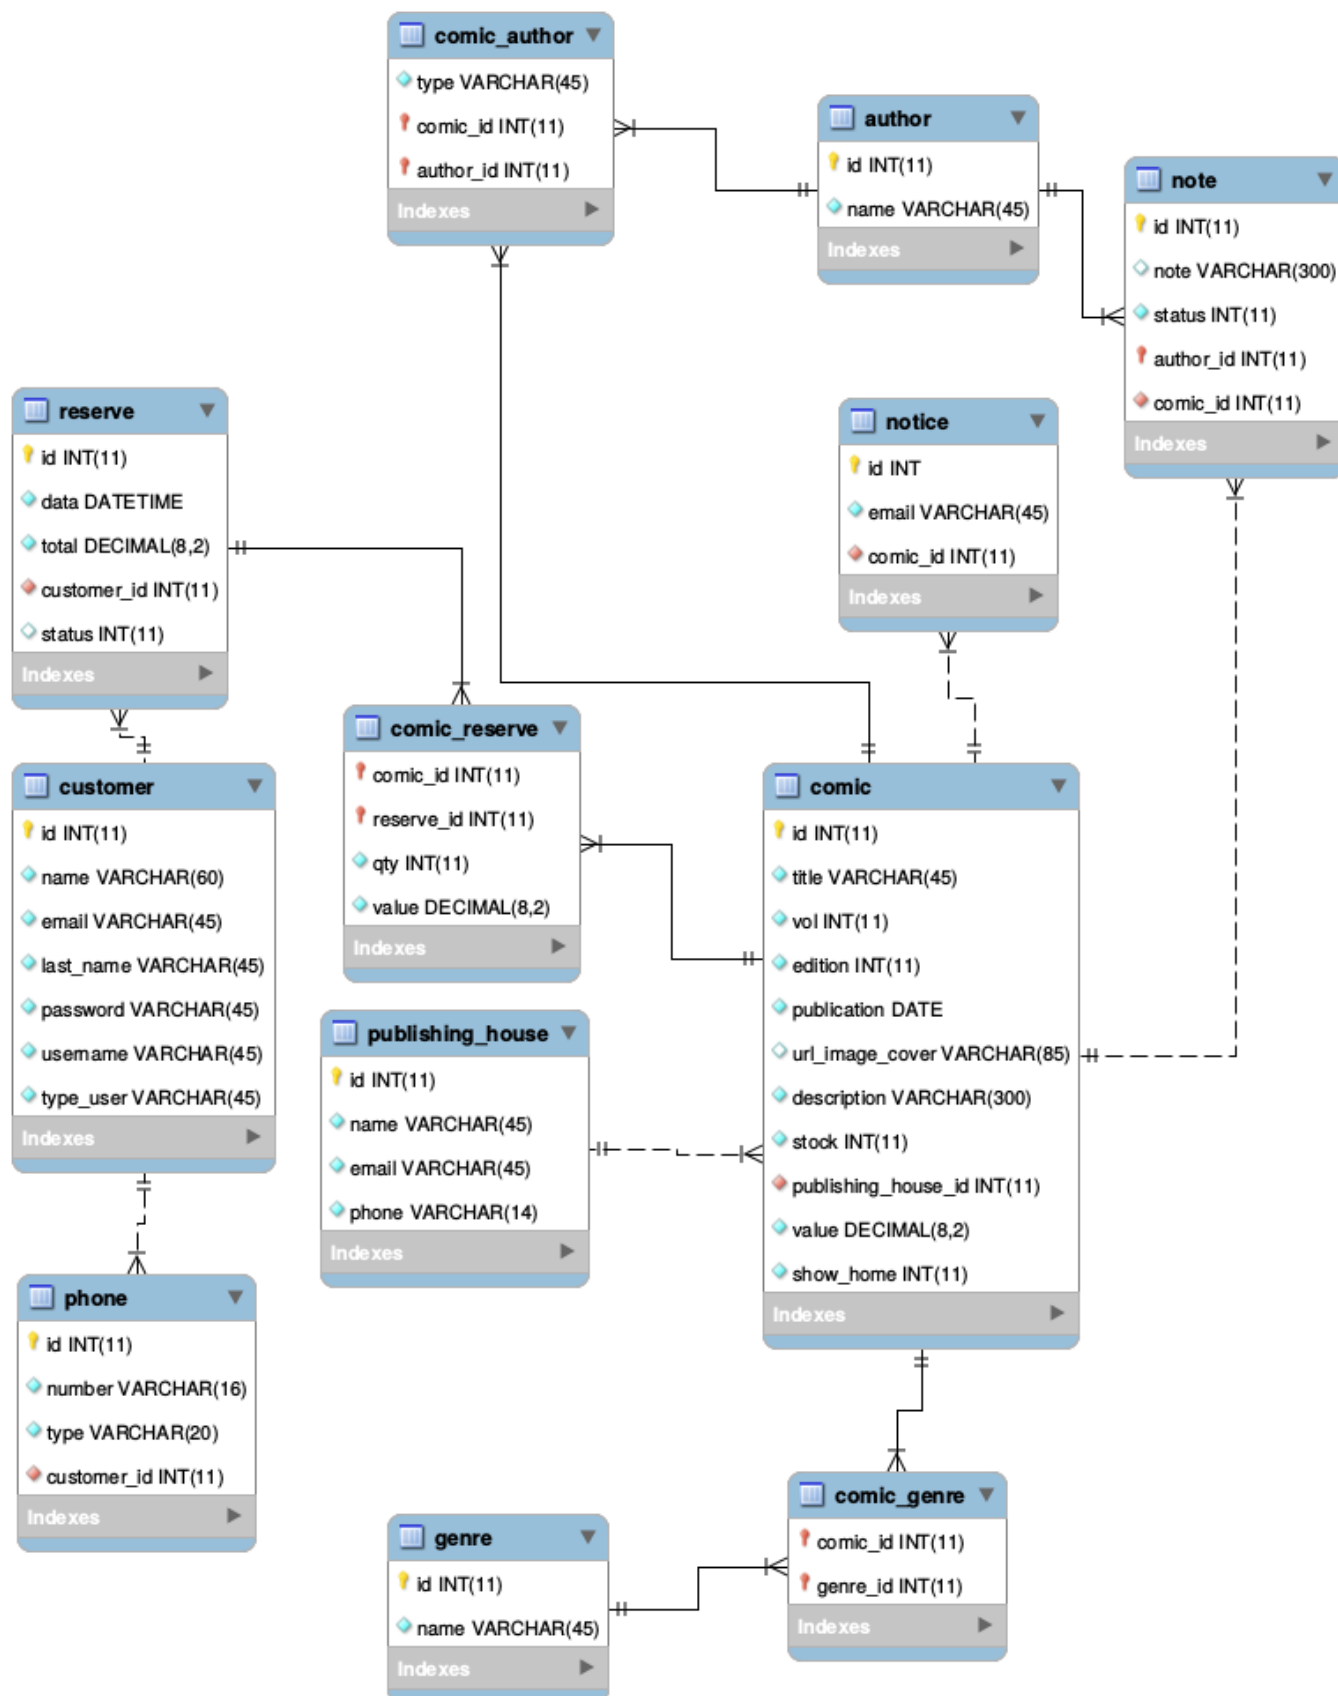 comic_author
type VARCHAR(45)
comic_id INT(11)
author_id INT(11)
Indexes
author
id INT(11)
name VARCHAR(45)
Indexes
note
id INT(11)
note VARCHAR(300)
status INT(11)
author_id INT(11)
comic_id INT(11)
Indexes
reserve
id INT(11)
data DATETIME
total DECIMAL(8,2)
customer_id INT(11)
status INT(11)
Indexes
notice
id INT
email VARCHAR(45)
comic_id INT(11)
Indexes
comic_reserve
comic_id INT(11)
reserve_id INT(11)
qty INT(11)
value DECIMAL(8,2)
Indexes
customer
id INT(11)
name VARCHAR(60)
email VARCHAR(45)
last_name VARCHAR(45)
password VARCHAR(45)
username VARCHAR(45)
type_user VARCHAR(45)
Indexes
comic
id INT(11)
title VARCHAR(45)
vol INT(11)
edition INT(11)
publication DATE
url_image_cover VARCHAR(85)
description VARCHAR(300)
stock INT(11)
publishing_house_id INT(11)
value DECIMAL(8,2)
show_home INT(11)
Indexes
publishing_house
id INT(11)
name VARCHAR(45)
email VARCHAR(45)
phone VARCHAR(14)
Indexes
phone
id INT(11)
number VARCHAR(16)
type VARCHAR(20)
customer_id INT(11)
Indexes
comic_genre
comic_id INT(11)
genre_id INT(11)
Indexes
genre
id INT(11)
name VARCHAR(45)
Indexes